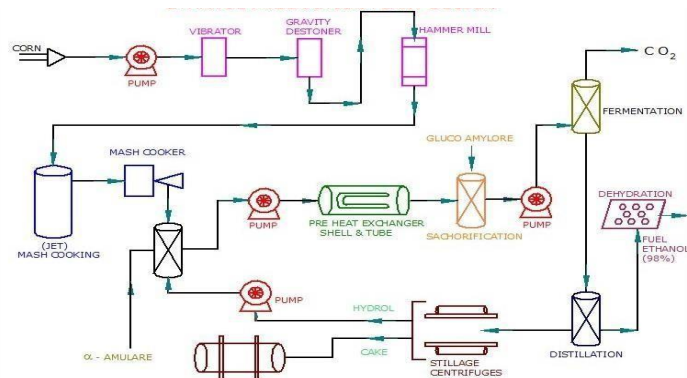 CORN
PUMP
VIBRATOR
GRAVITY
DESTONER
HAMMER MILL
CO2
FERMENTATION
MASH COOKER
(JET)
MASH COOKING
PUMP
PRE HEAT EXCHANGER
SHELL & TUBE
GLUCO AMYLORE
SACHORIFICATION
PUMP
DEHYDRATION
FUEL
ETHANOL
(98%)
PUMP
HYDROL
CAKE
α - AMULARE
STILLAGE
CENTRIFUGES
DISTILLATION